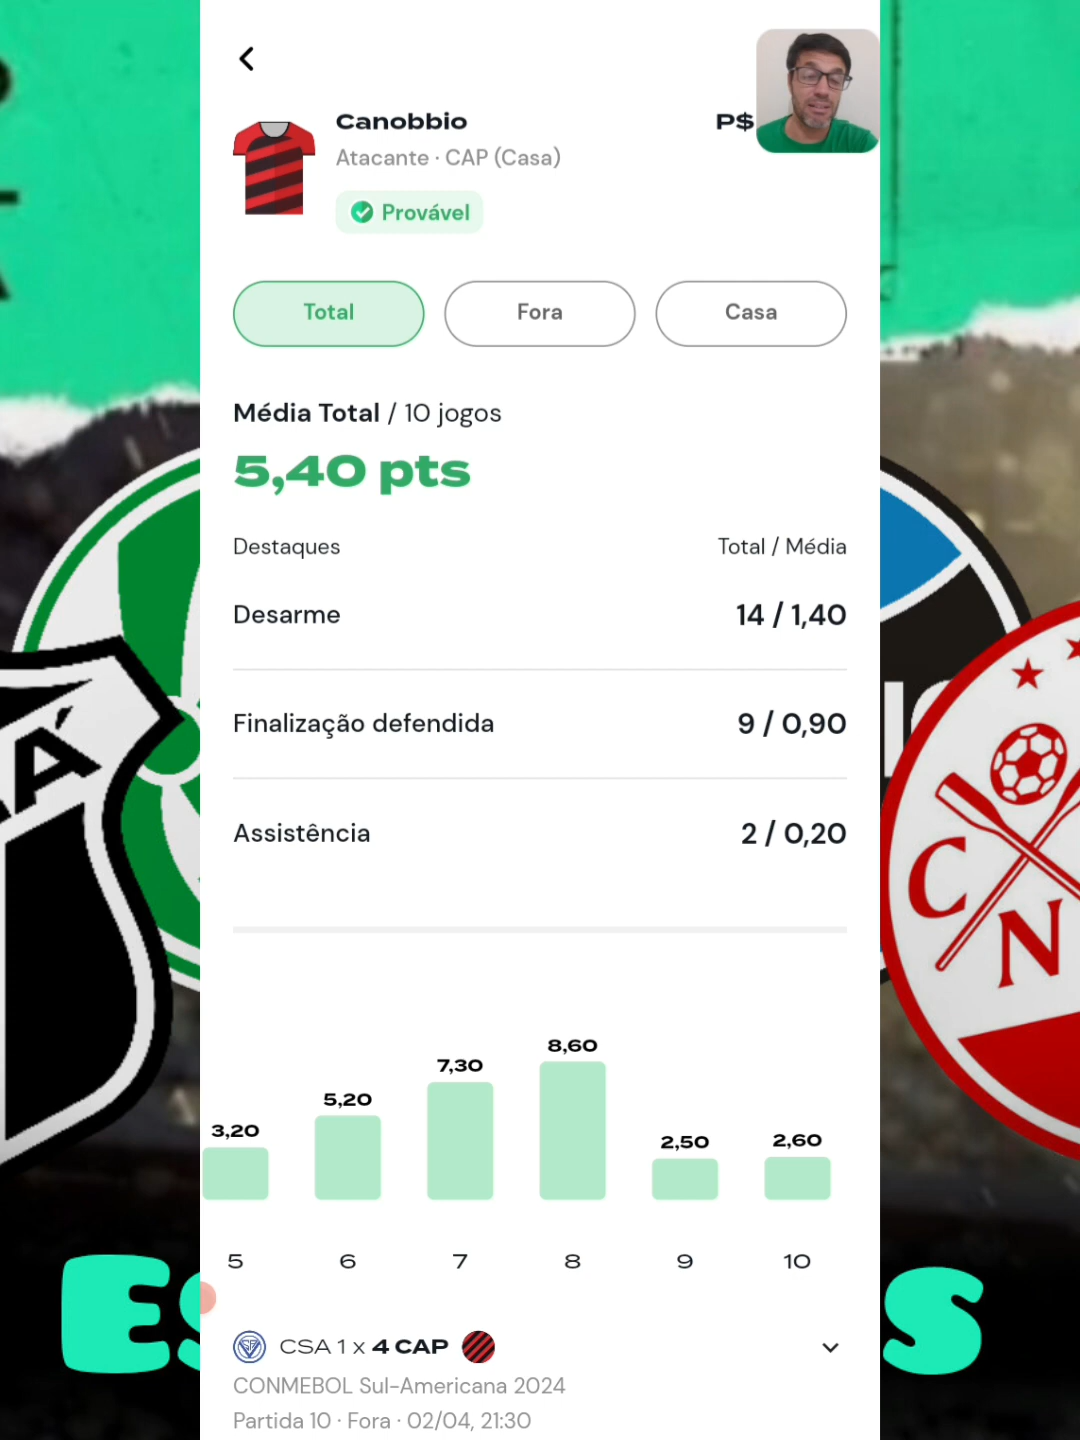 Canobbio
P$
Atacante · CAP (Casa)
Provável
Total
Fora
Casa
Média Total / 10 jogos
5,40 pts
Destaques
Total / Média
Desarme
14 / 1,40
Finalização defendida
9 / 0,90
Assistência
2 / 0,20
3,20
5,20
7,30
8,60
2,50
2,60
5
6
7
8
9
10
CSA 1 x 4 CAP
CONMEBOL Sul-Americana 2024
Partida 10 · Fora · 02/04, 21:30
C
N